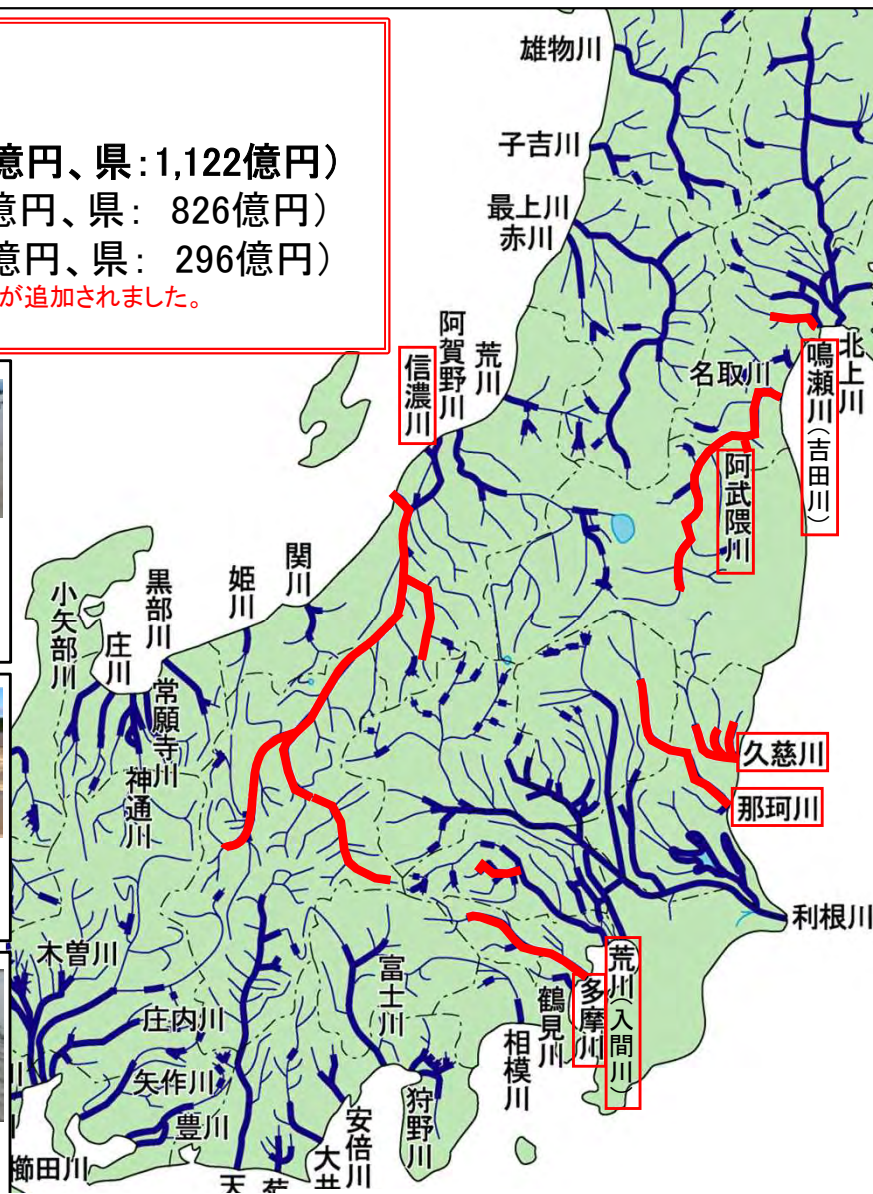 億円、県：1,122億円）
億円、県： 826億円）
億円、県： 296億円）
が追加されました。
雄物川
子吉川
最上川
赤川
荒川
阿賀野川
信濃川
名取川
北上川
鳴瀬川（吉田川）
阿武隈川
関川
姫川
黒部川
常願寺川
神通川
庄川
小矢部川
久慈川
那珂川
利根川
荒川（入間川）
多摩川
鶴見川
相模川
富士川
狩野川
安倍川
大井
木曽川
庄内川
矢作川
豊川
櫛田川
天
菊
川